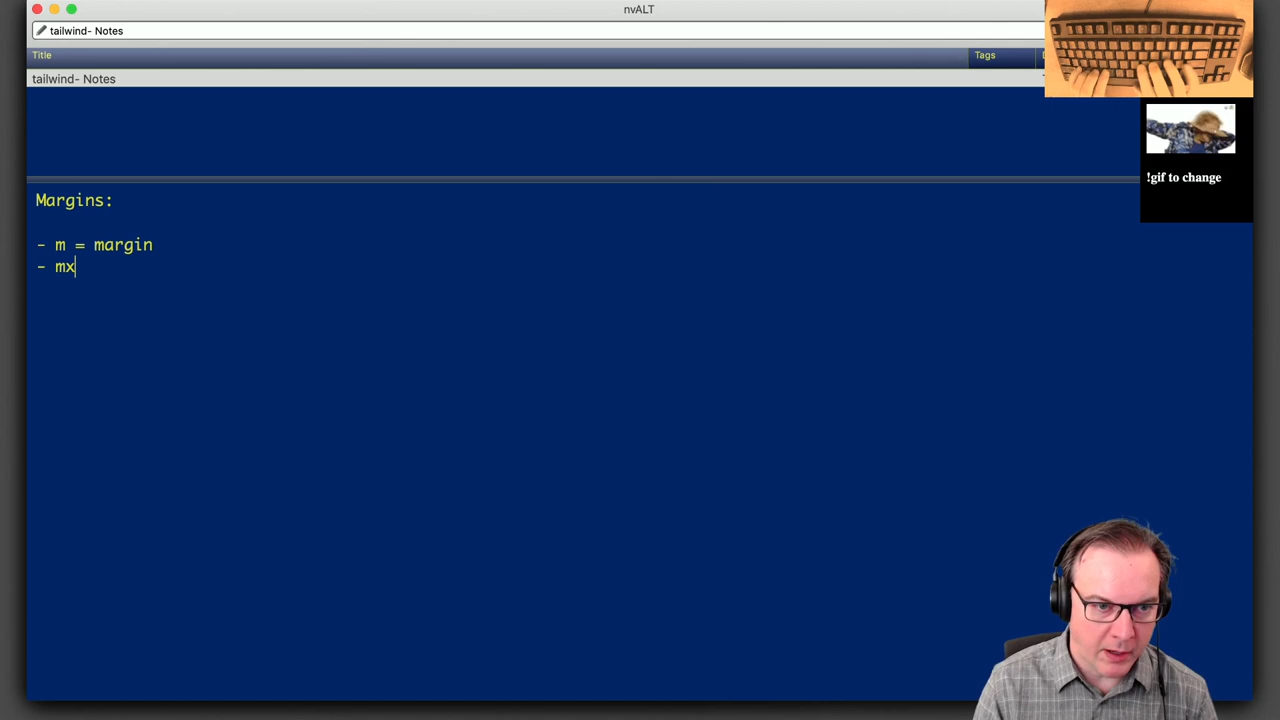 nvALT
tailwind- Notes
Title
Tags
tailwind- Notes
!gif to change
Margins:
- m = margin
- mx